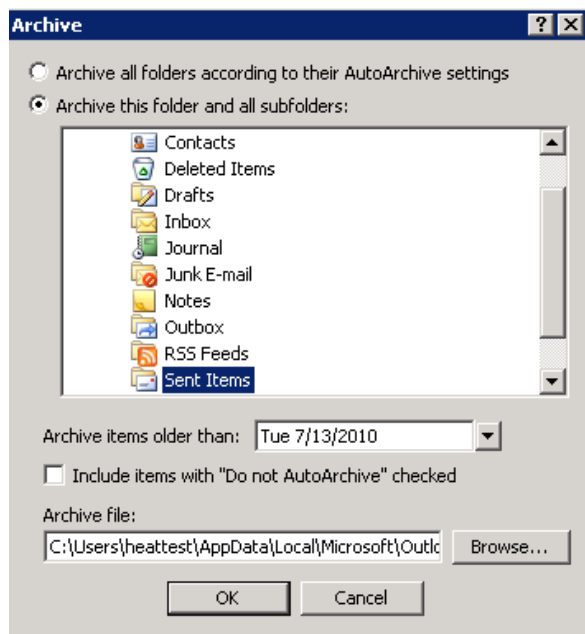 Archive
Archive all folders according to their AutoArchive settings
Archive this folder and all subfolders:
Contacts
Deleted Items
Drafts
Inbox
Journal
Junk E-mail
Notes
Outbox
RSS Feeds
Sent Items
Archive items older than: Tue 7/13/2010
Include items with "Do not AutoArchive" checked
Archive file:
C:\Users\heattest\AppData\Local\Microsoft\Outlo Browse...
OK Cancel